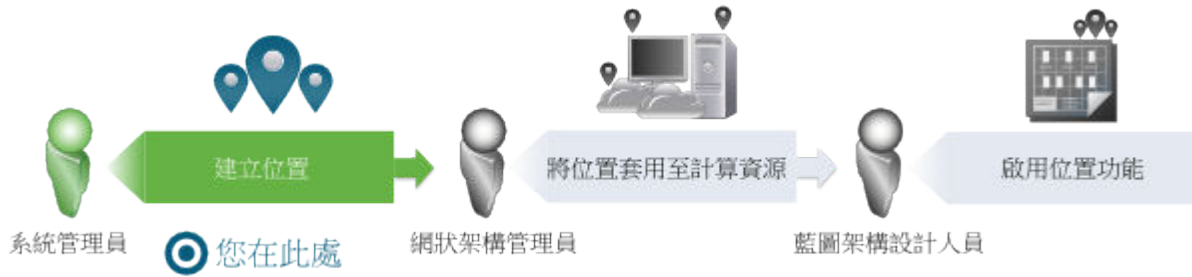 建立位置
將位置套用至計算資源
啟用位置功能
系統管理員
您在此處
網狀架構管理員
藍圖架構設計人員